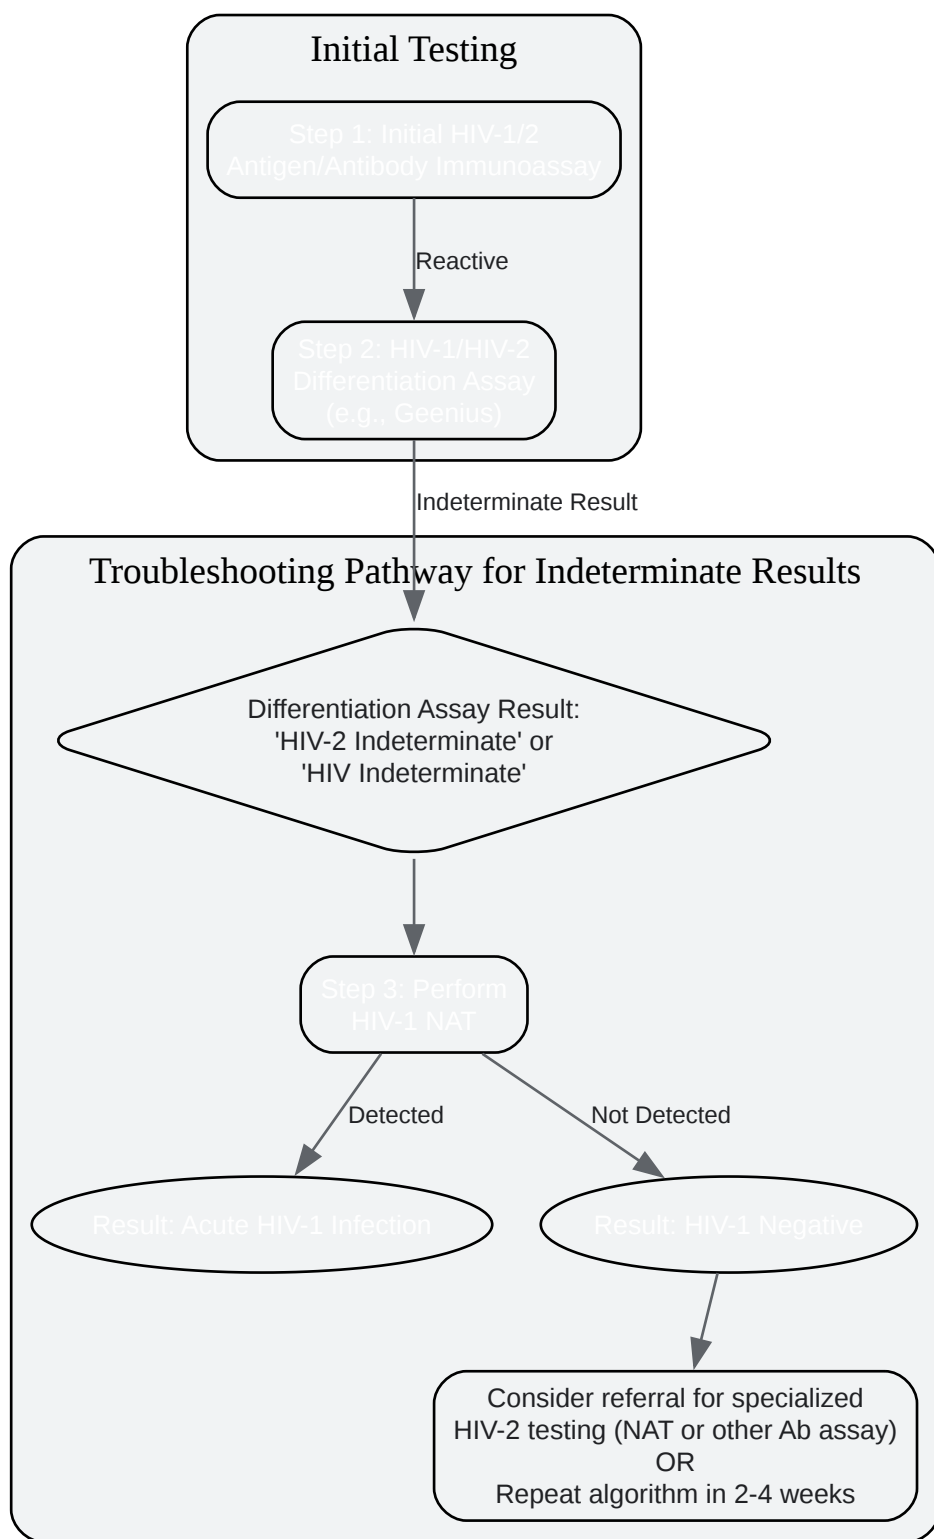 Initial Testing
Step 1: Initial HIV-1/2
Antigen/Antibody Immunoassay
Reactive
Step 2: HIV-1/HIV-2
Differentiation Assay
(e.g., Geenius)
Indeterminate Result
Troubleshooting Pathway for Indeterminate Results
Differentiation Assay Result:
'HIV-2 Indeterminate' or
'HIV Indeterminate'
Step 3: Perform
HIV-1 NAT
Detected
Not Detected
Result: Acute HIV-1 Infection
Result: HIV-1 Negative
Consider referral for specialized
HIV-2 testing (NAT or other Ab assay)
OR
Repeat algorithm in 2-4 weeks